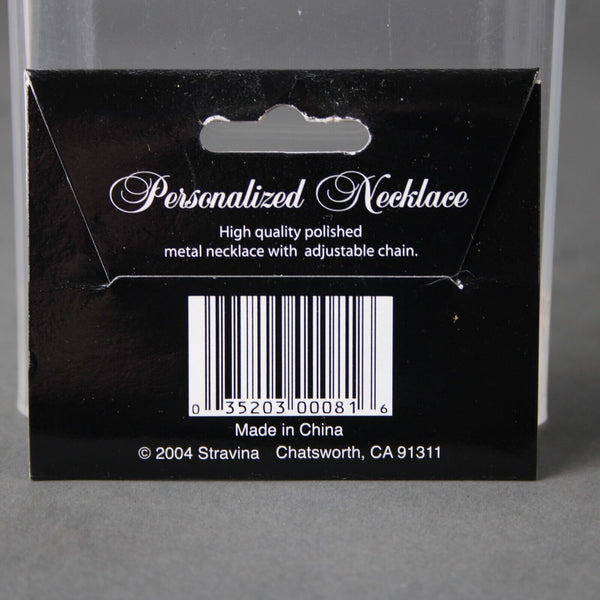 Personalized Necklace
High quality polished
metal necklace with adjustable chain.
0 35203 00081 6
Made in China
© 2004 Stravina Chatsworth, CA 91311